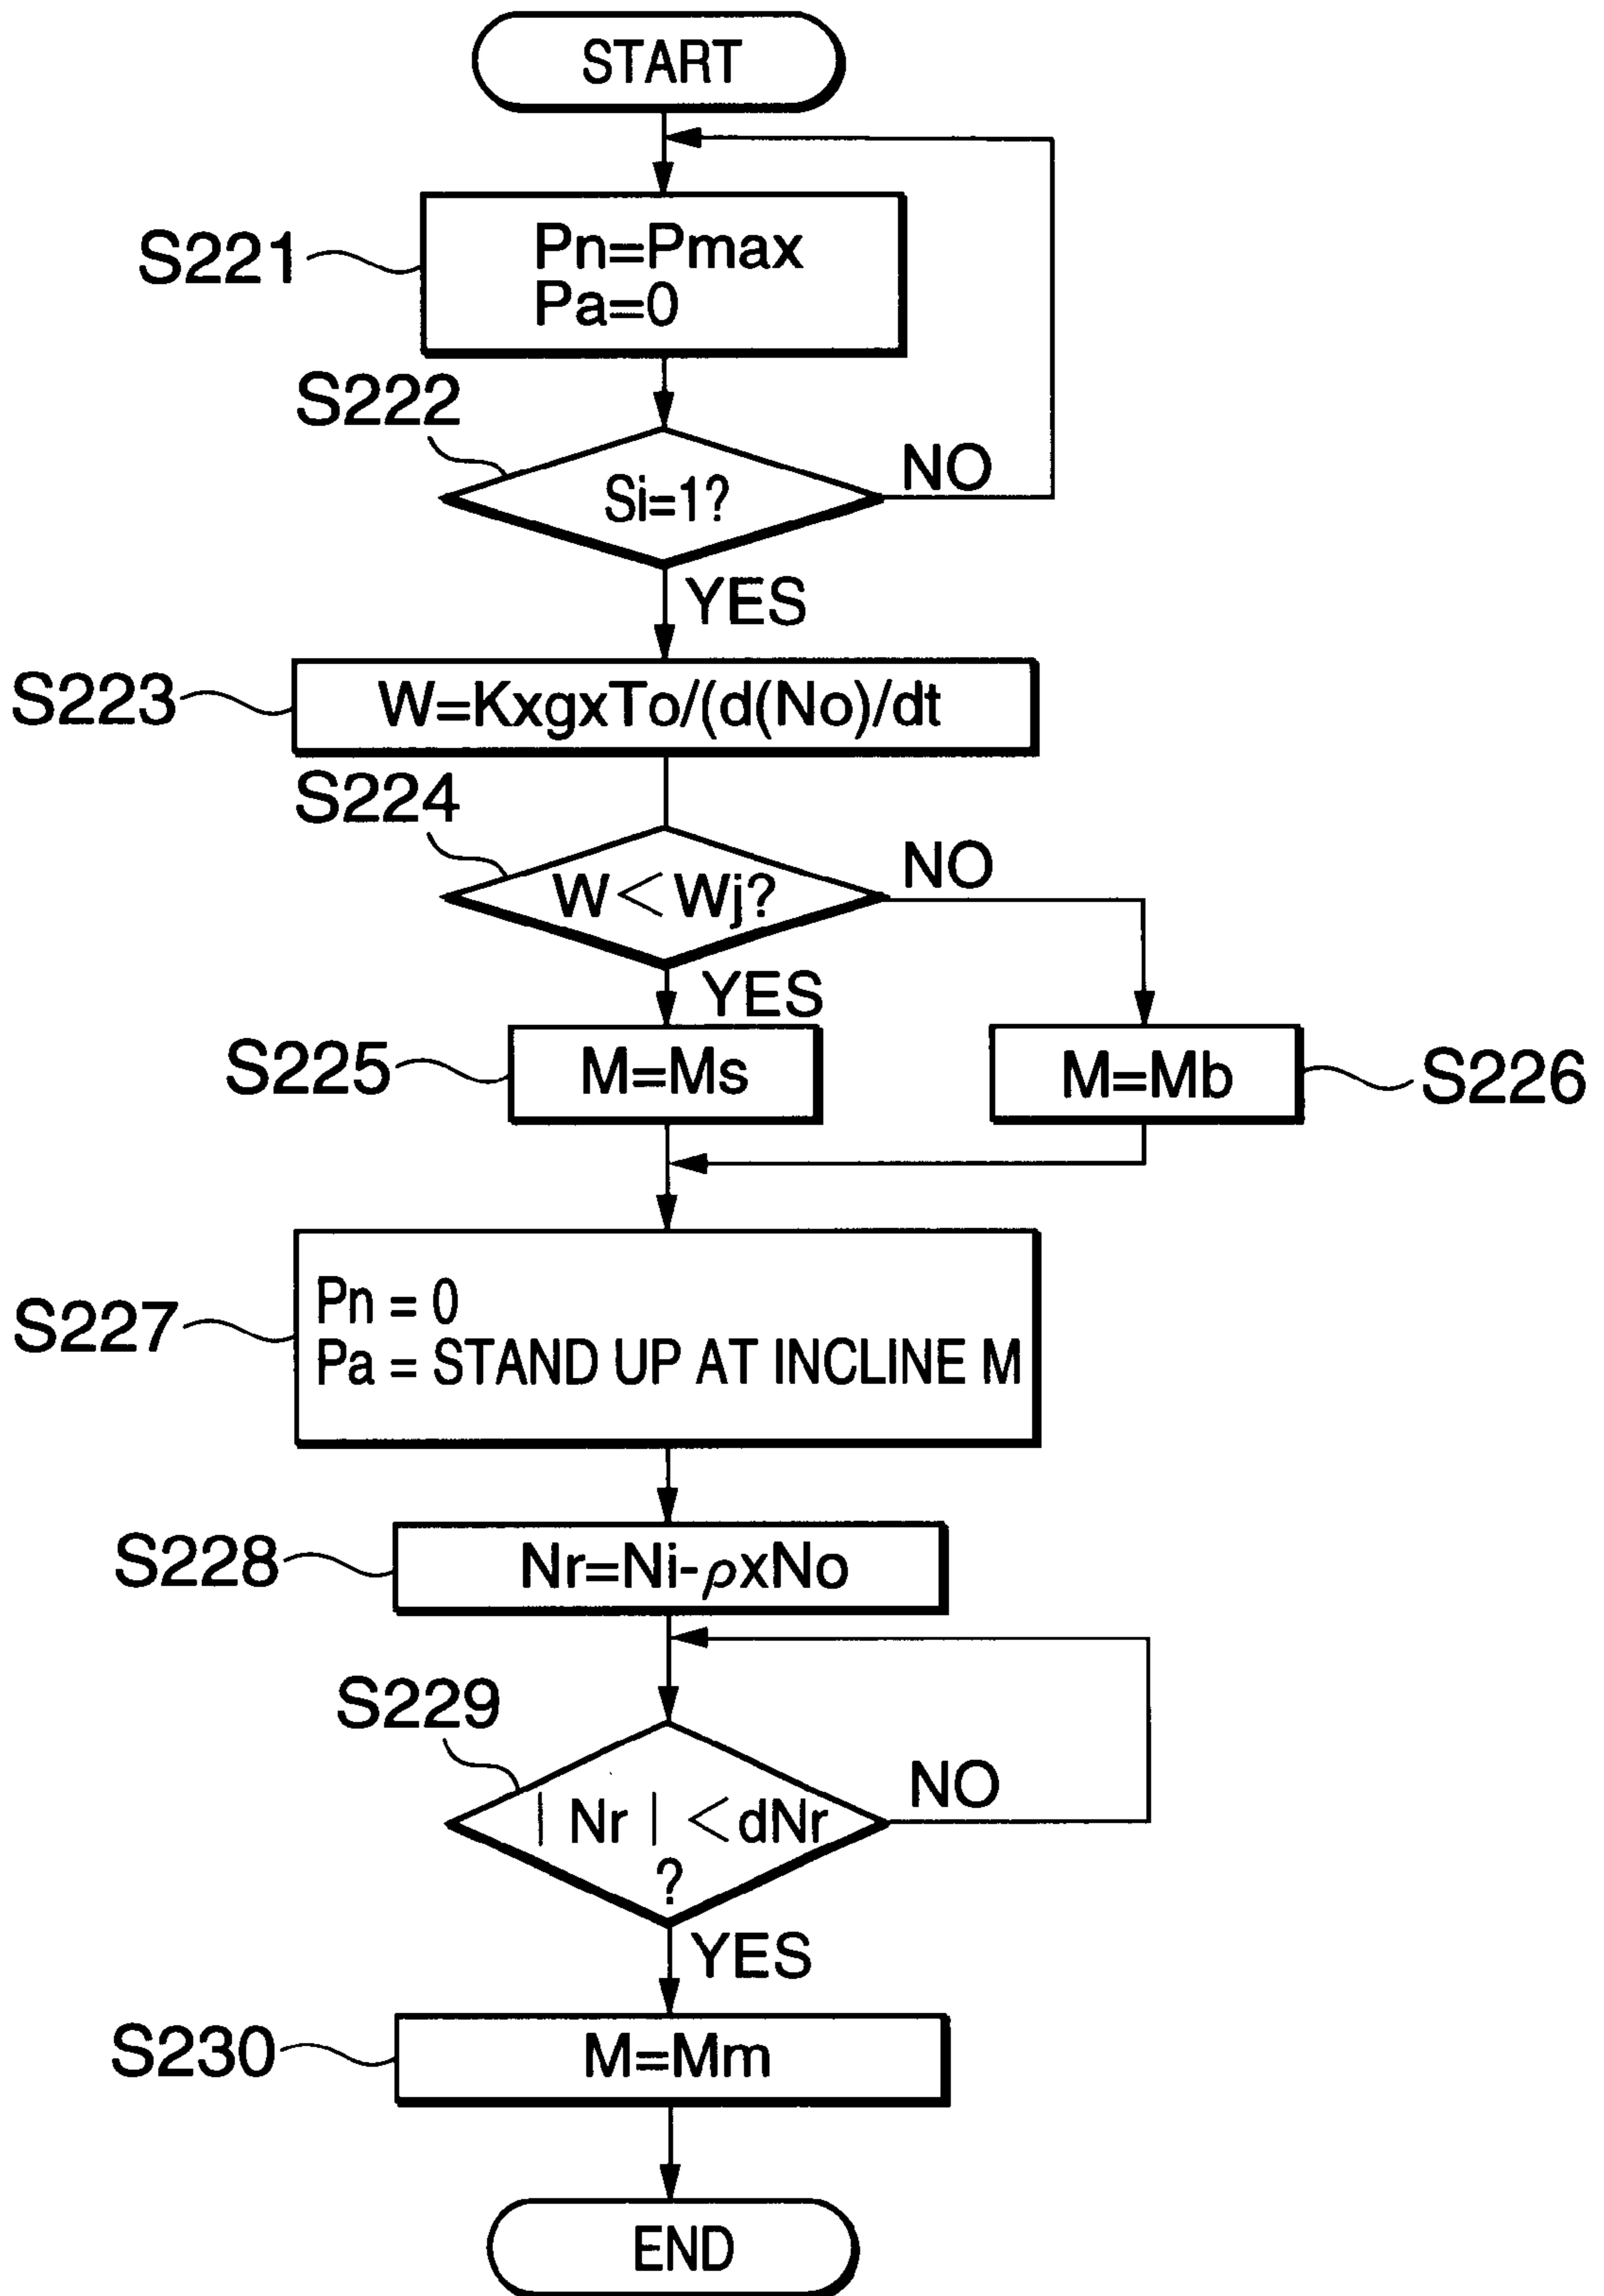 START
S221
Pn=Pmax
Pa=0
S222
Si=1?
NO
YES
S223
W=KxgxTo/(d(No)/dt
S224
W<Wj?
NO
YES
S225
M=Ms
M=Mb
S226
S227
Pn = 0
Pa = STAND UP AT INCLINE M
S228
Nr=Ni-ρxNo
S229
| Nr | <dNr
?
NO
YES
S230
M=Mm
END